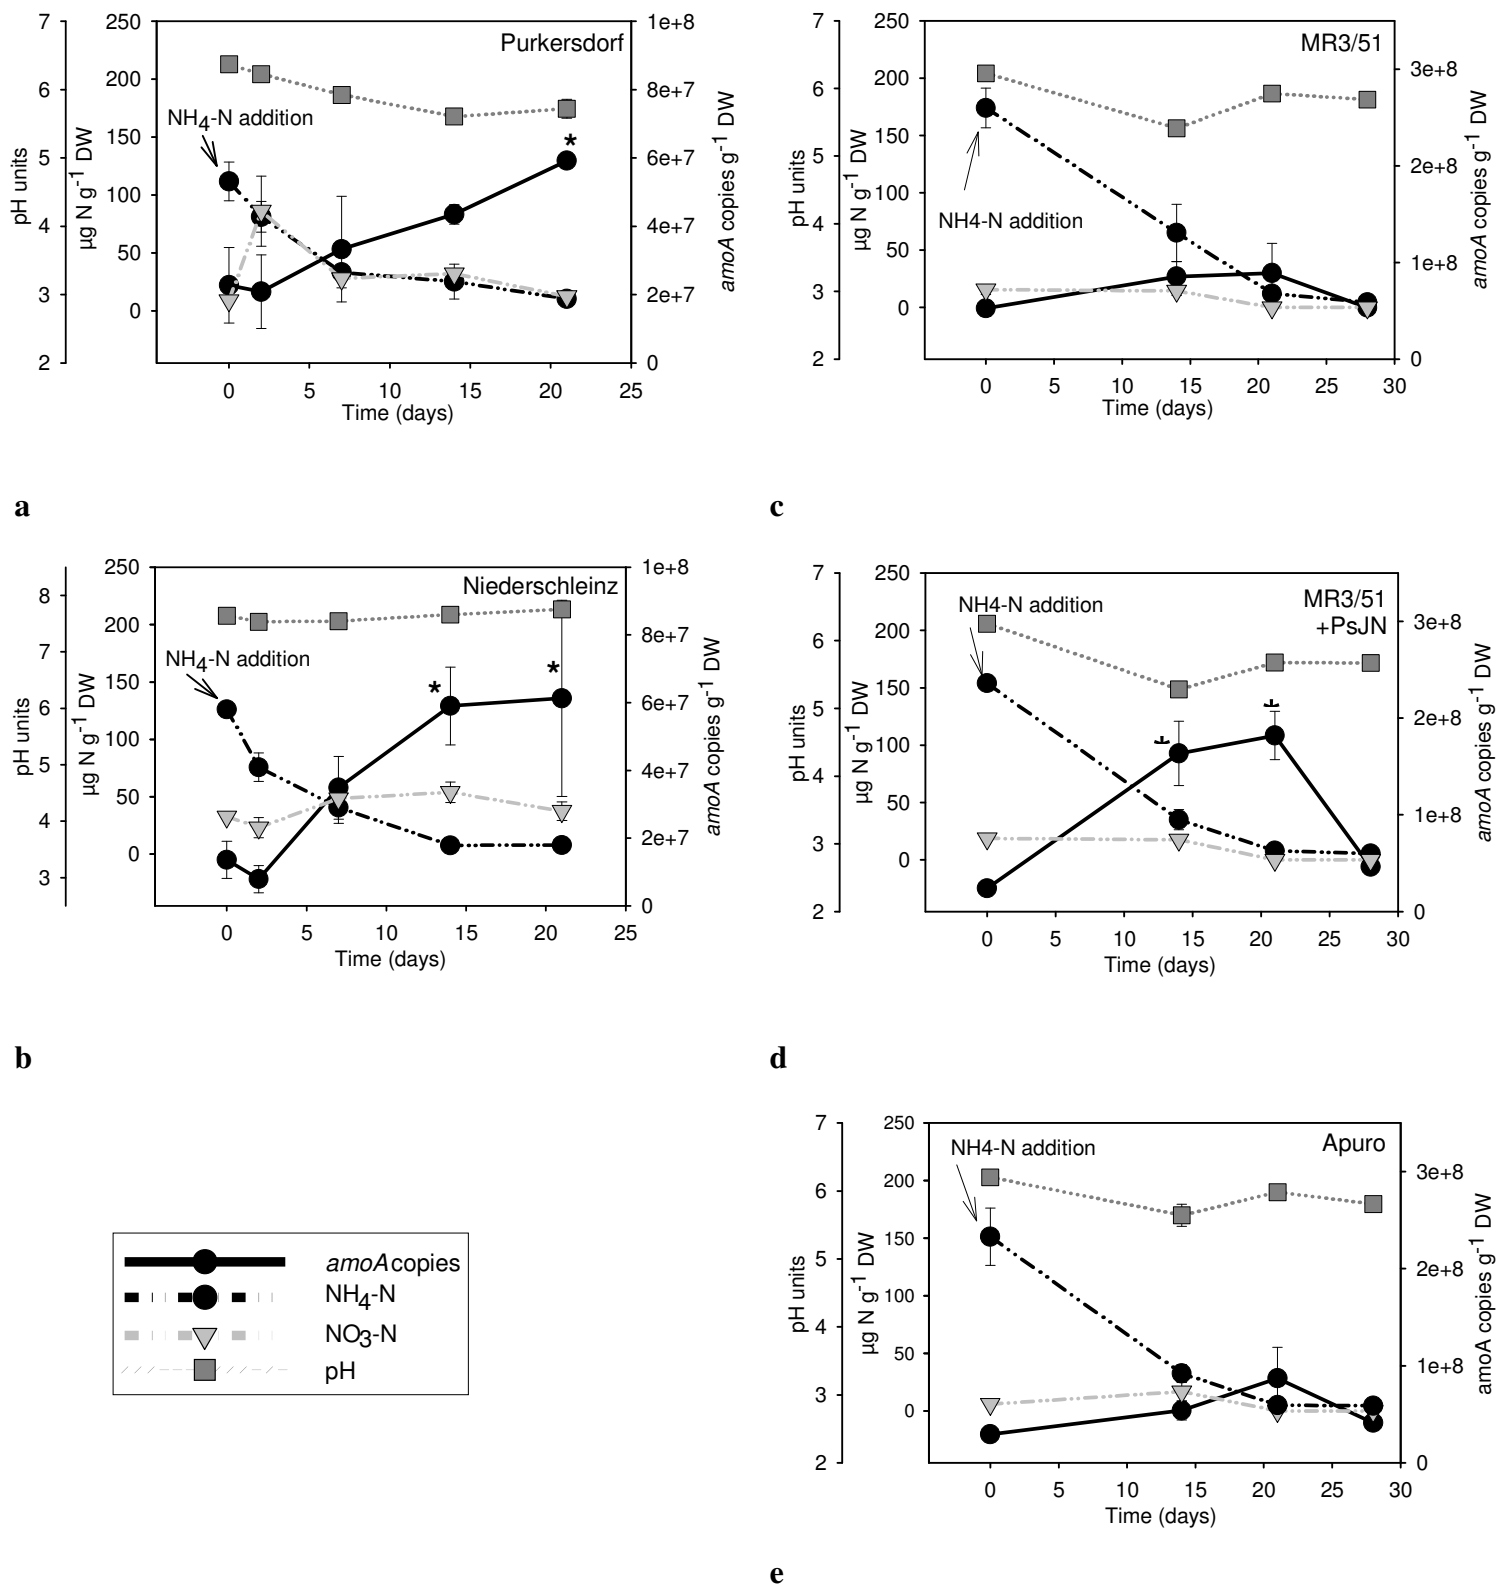 Purkersdorf
NH4-N addition
7
6
5
4
3
2
pH units
250
200
150
100
50
0
µg N g-1 DW
1e+8
8e+7
6e+7
4e+7
2e+7
0
amoA copies g-1 DW
*
0 5 10 15 20 25
Time (days)
a
MR3/51
NH4-N addition
7
6
5
4
3
2
pH units
250
200
150
100
50
0
µg N g-1 DW
3e+8
2e+8
1e+8
0
amoA copies g-1 DW
0 5 10 15 20 25 30
Time (days)
c
Niederschleinz
NH4-N addition
8
7
6
5
4
3
pH units
250
200
150
100
50
0
µg N g-1 DW
1e+8
8e+7
6e+7
4e+7
2e+7
0
amoA copies g-1 DW
* *
0 5 10 15 20 25
Time (days)
b
MR3/51
+PsJN
NH4-N addition
7
6
5
4
3
2
pH units
250
200
150
100
50
0
µg N g-1 DW
3e+8
2e+8
1e+8
0
amoA copies g-1 DW
* *
0 5 10 15 20 25 30
Time (days)
d
amoA copies
NH4-N
NO3-N
pH
Apuro
NH4-N addition
7
6
5
4
3
2
pH units
250
200
150
100
50
0
µg N g-1 DW
3e+8
2e+8
1e+8
0
amoA copies g-1 DW
0 5 10 15 20 25 30
Time (days)
e